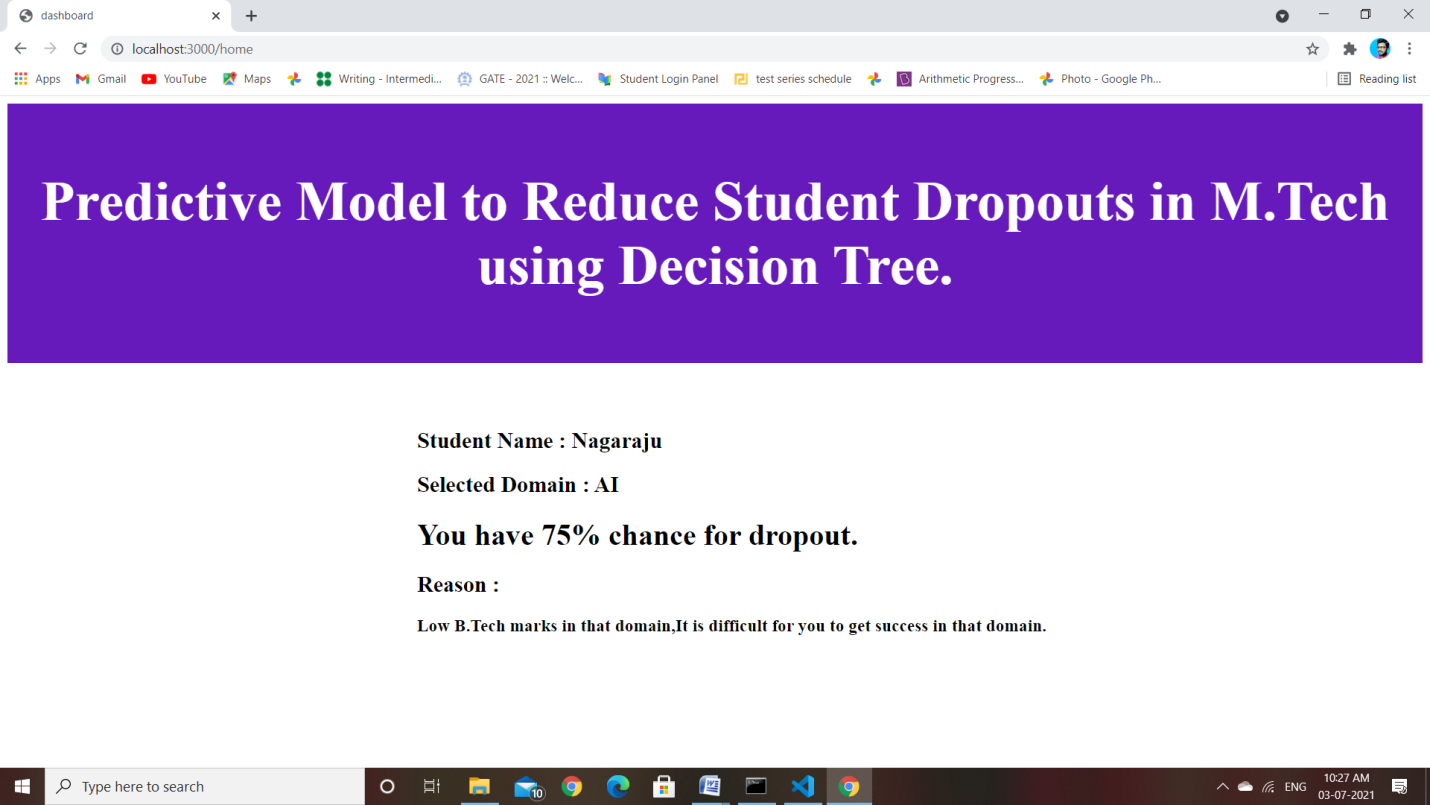 dashboard
localhost:3000/home
Apps Gmail YouTube Maps Writing - Intermedi... GATE - 2021 :: Welc... Student Login Panel test series schedule Arithmetic Progress... Photo - Google Ph... Reading list
Predictive Model to Reduce Student Dropouts in M.Tech
using Decision Tree.
Student Name : Nagaraju
Selected Domain : AI
You have 75% chance for dropout.
Reason :
Low B.Tech marks in that domain,It is difficult for you to get success in that domain.
Type here to search
10
ENG
10:27 AM
03-07-2021